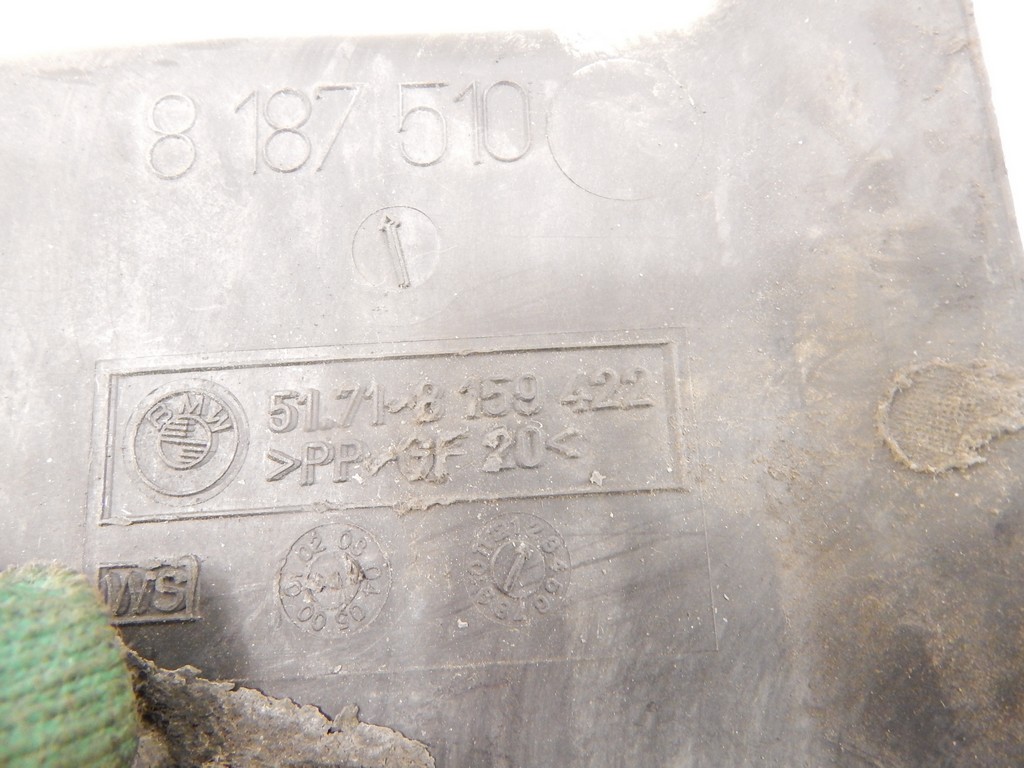 8 187 510
BMW
51.71-8 159 422
>PP-GF 20<
WS